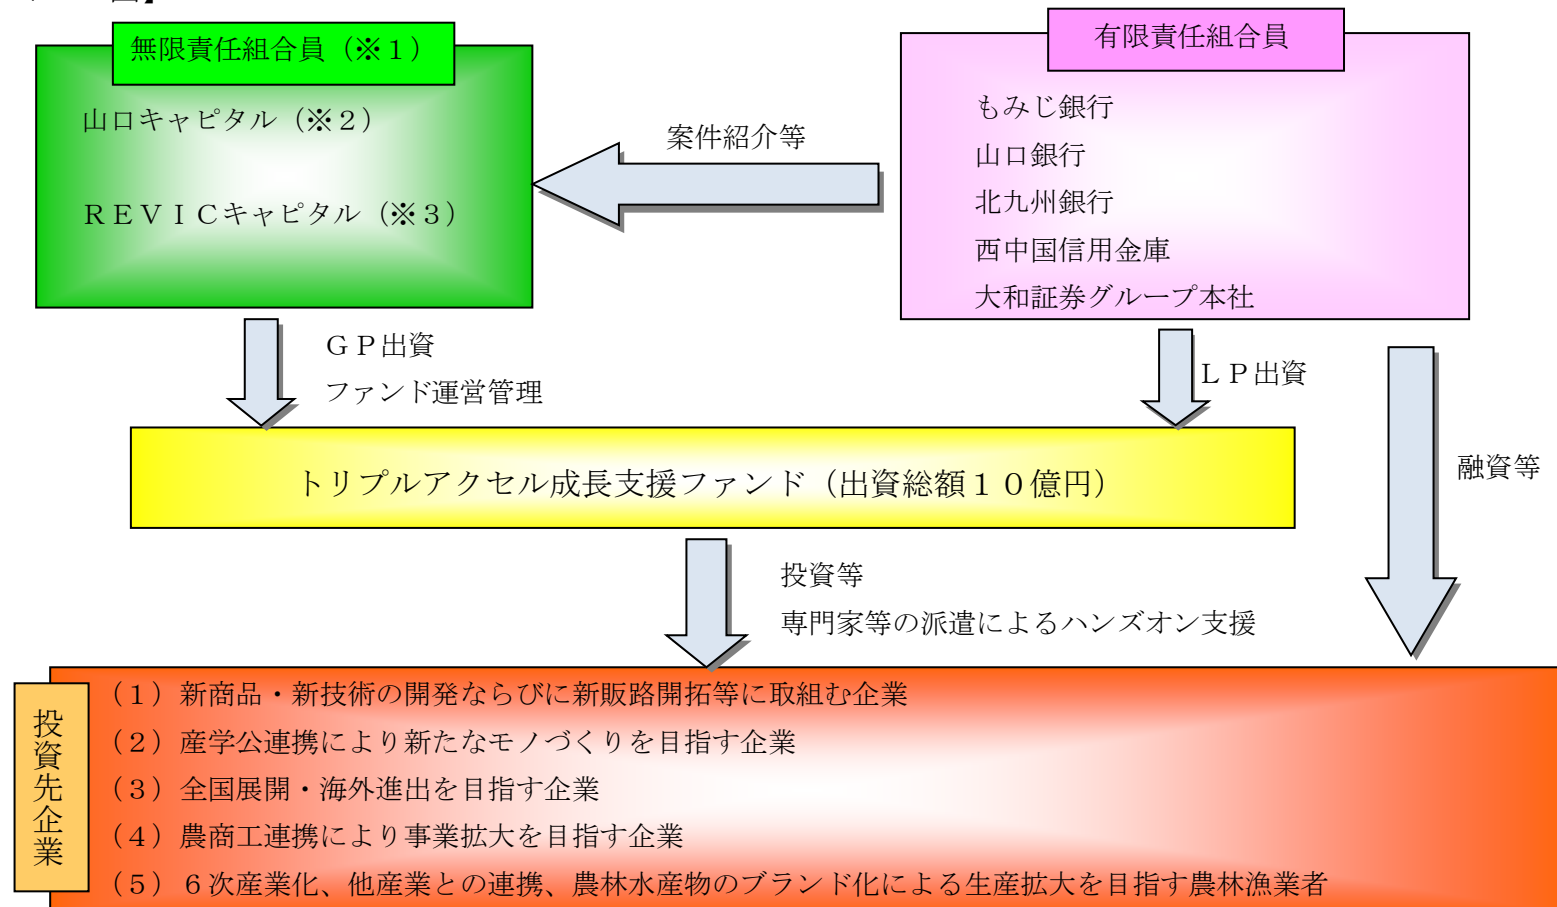 無限責任組合員(※1)
山口キャピタル(※2)
REVICキャピタル(※3)
案件紹介等
有限責任組合員
もみじ銀行
山口銀行
北九州銀行
西中国信用金庫
大和証券グループ本社
GP出資
ファンド運営管理
LP出資
融資等
トリプルアクセル成長支援ファンド(出資総額10億円)
投資等
専門家等の派遣によるハンズオン支援
投資先企業
(1)新商品・新技術の開発ならびに新販路開拓等に取組む企業
(2)産学公連携により新たなモノづくりを目指す企業
(3)全国展開・海外進出を目指す企業
(4)農商工連携により事業拡大を目指す企業
(5)6次産業化、他産業との連携、農林水産物のブランド化による生産拡大を目指す農林漁業者